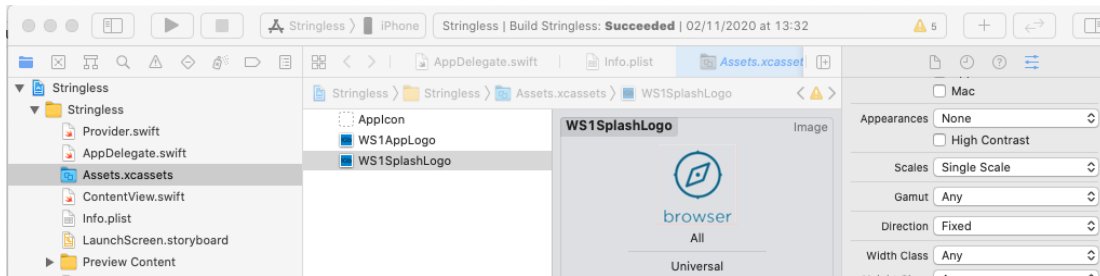 Stringless
iPhone
Stringless | Build Stringless: Succeeded | 02/11/2020 at 13:32
5
AppDelegate.swift
Info.plist
Assets.xcasset
Stringless
Stringless
Stringless
Assets.xcassets
WS1SplashLogo
Mac
Stringless
Provider.swift
AppDelegate.swift
Assets.xcassets
ContentView.swift
Info.plist
LaunchScreen.storyboard
Preview Content
AppIcon
WS1AppLogo
WS1SplashLogo
WS1SplashLogo
Image
browser
All
Universal
Appearances None
High Contrast
Scales Single Scale
Gamut Any
Direction Fixed
Width Class Any